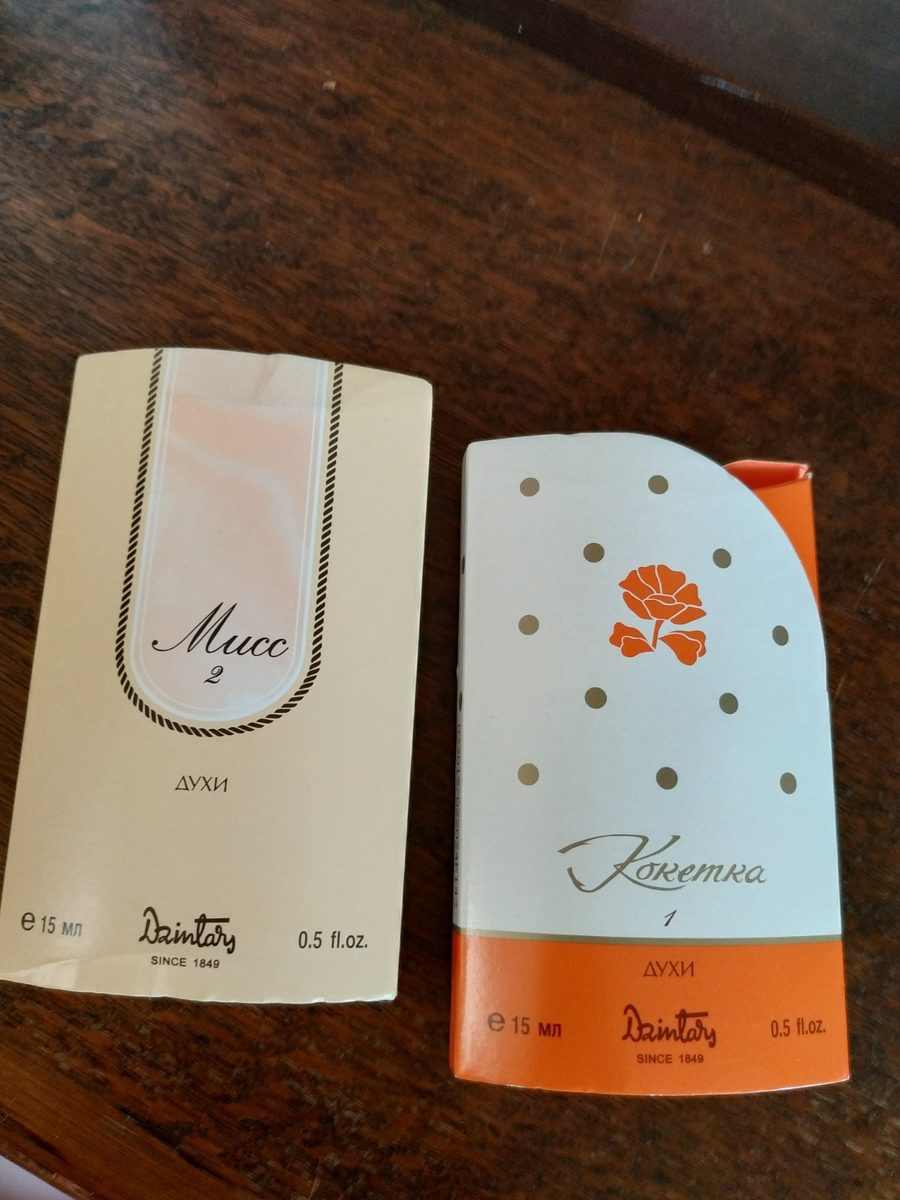 Мисс
2
ДУХИ
e 15 мл
Dzintars
SINCE 1849
0.5 fl.oz.
Кокетка
1
ДУХИ
e 15 мл
Dzintars
SINCE 1849
0.5 fl.oz.